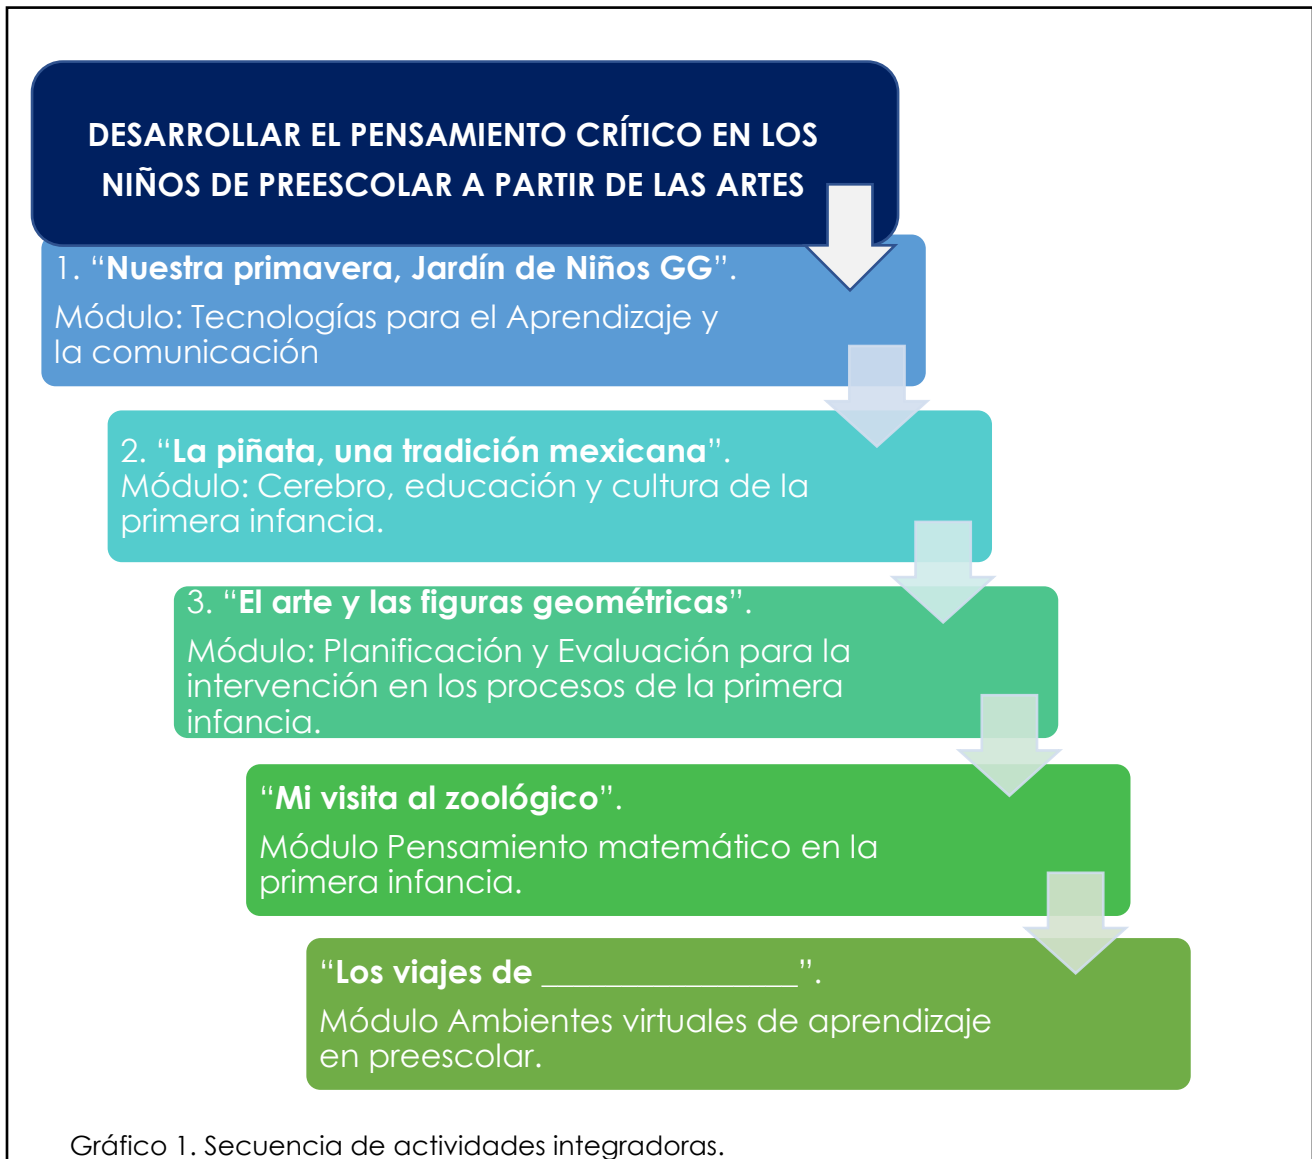 DESARROLLAR EL PENSAMIENTO CRÍTICO EN LOS
NIÑOS DE PREESCOLAR A PARTIR DE LAS ARTES
1. “Nuestra primavera, Jardín de Niños GG”.
Módulo: Tecnologías para el Aprendizaje y
la comunicación
2. “La piñata, una tradición mexicana”.
Módulo: Cerebro, educación y cultura de la
primera infancia.
3. “El arte y las figuras geométricas”.
Módulo: Planificación y Evaluación para la
intervención en los procesos de la primera
infancia.
“Mi visita al zoológico”.
Módulo Pensamiento matemático en la
primera infancia.
“Los viajes de ________________”.
Módulo Ambientes virtuales de aprendizaje
en preescolar.
Gráfico 1. Secuencia de actividades integradoras.